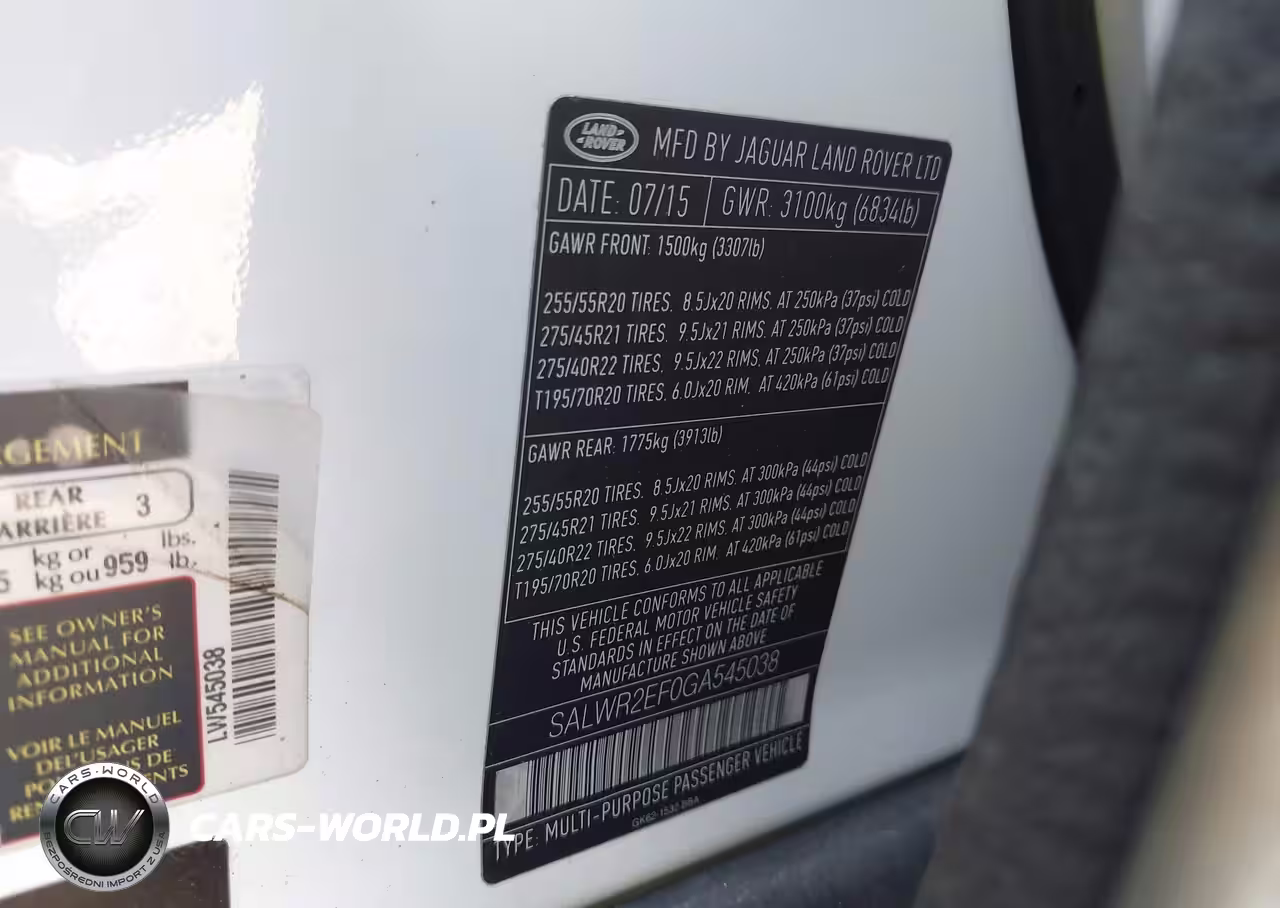 LAND
ROVER
MFD BY JAGUAR LAND ROVER LTD
DATE: 07/15 GWR: 3100kg (6834lb)
GAWR FRONT: 1500kg (3307lb)
255/55R20 TIRES. 8.5Jx20 RIMS. AT 250kPa (37psi) COLD
275/45R21 TIRES. 9.5Jx21 RIMS. AT 250kPa (37psi) COLD
275/40R22 TIRES. 9.5Jx22 RIMS. AT 250kPa (37psi) COLD
T195/70R20 TIRES. 6.0Jx20 RIM. AT 420kPa (61psi) COLD
GAWR REAR: 1775kg (3913lb)
255/55R20 TIRES. 8.5Jx20 RIMS. AT 300kPa (44psi) COLD
275/45R21 TIRES. 9.5Jx21 RIMS. AT 300kPa (44psi) COLD
275/40R22 TIRES. 9.5Jx22 RIMS. AT 300kPa (44psi) COLD
T195/70R20 TIRES. 6.0Jx20 RIM. AT 420kPa (61psi) COLD
THIS VEHICLE CONFORMS TO ALL APPLICABLE
U.S. FEDERAL MOTOR VEHICLE SAFETY
STANDARDS IN EFFECT ON THE DATE OF
MANUFACTURE SHOWN ABOVE
SALWR2EF0GA545038
TYPE: MULTI-PURPOSE PASSENGER VEHICLE
REAR 3
ARRIÈRE
kg or lbs.
kg ou 959 lb.
SEE OWNER'S
MANUAL FOR
ADDITIONAL
INFORMATION
VOIR LE MANUEL
DE L'USAGER
DE
LW545038
CARS-WORLD
CW
BEZPOŚREDNI IMPORT Z USA
CARS-WORLD.PL